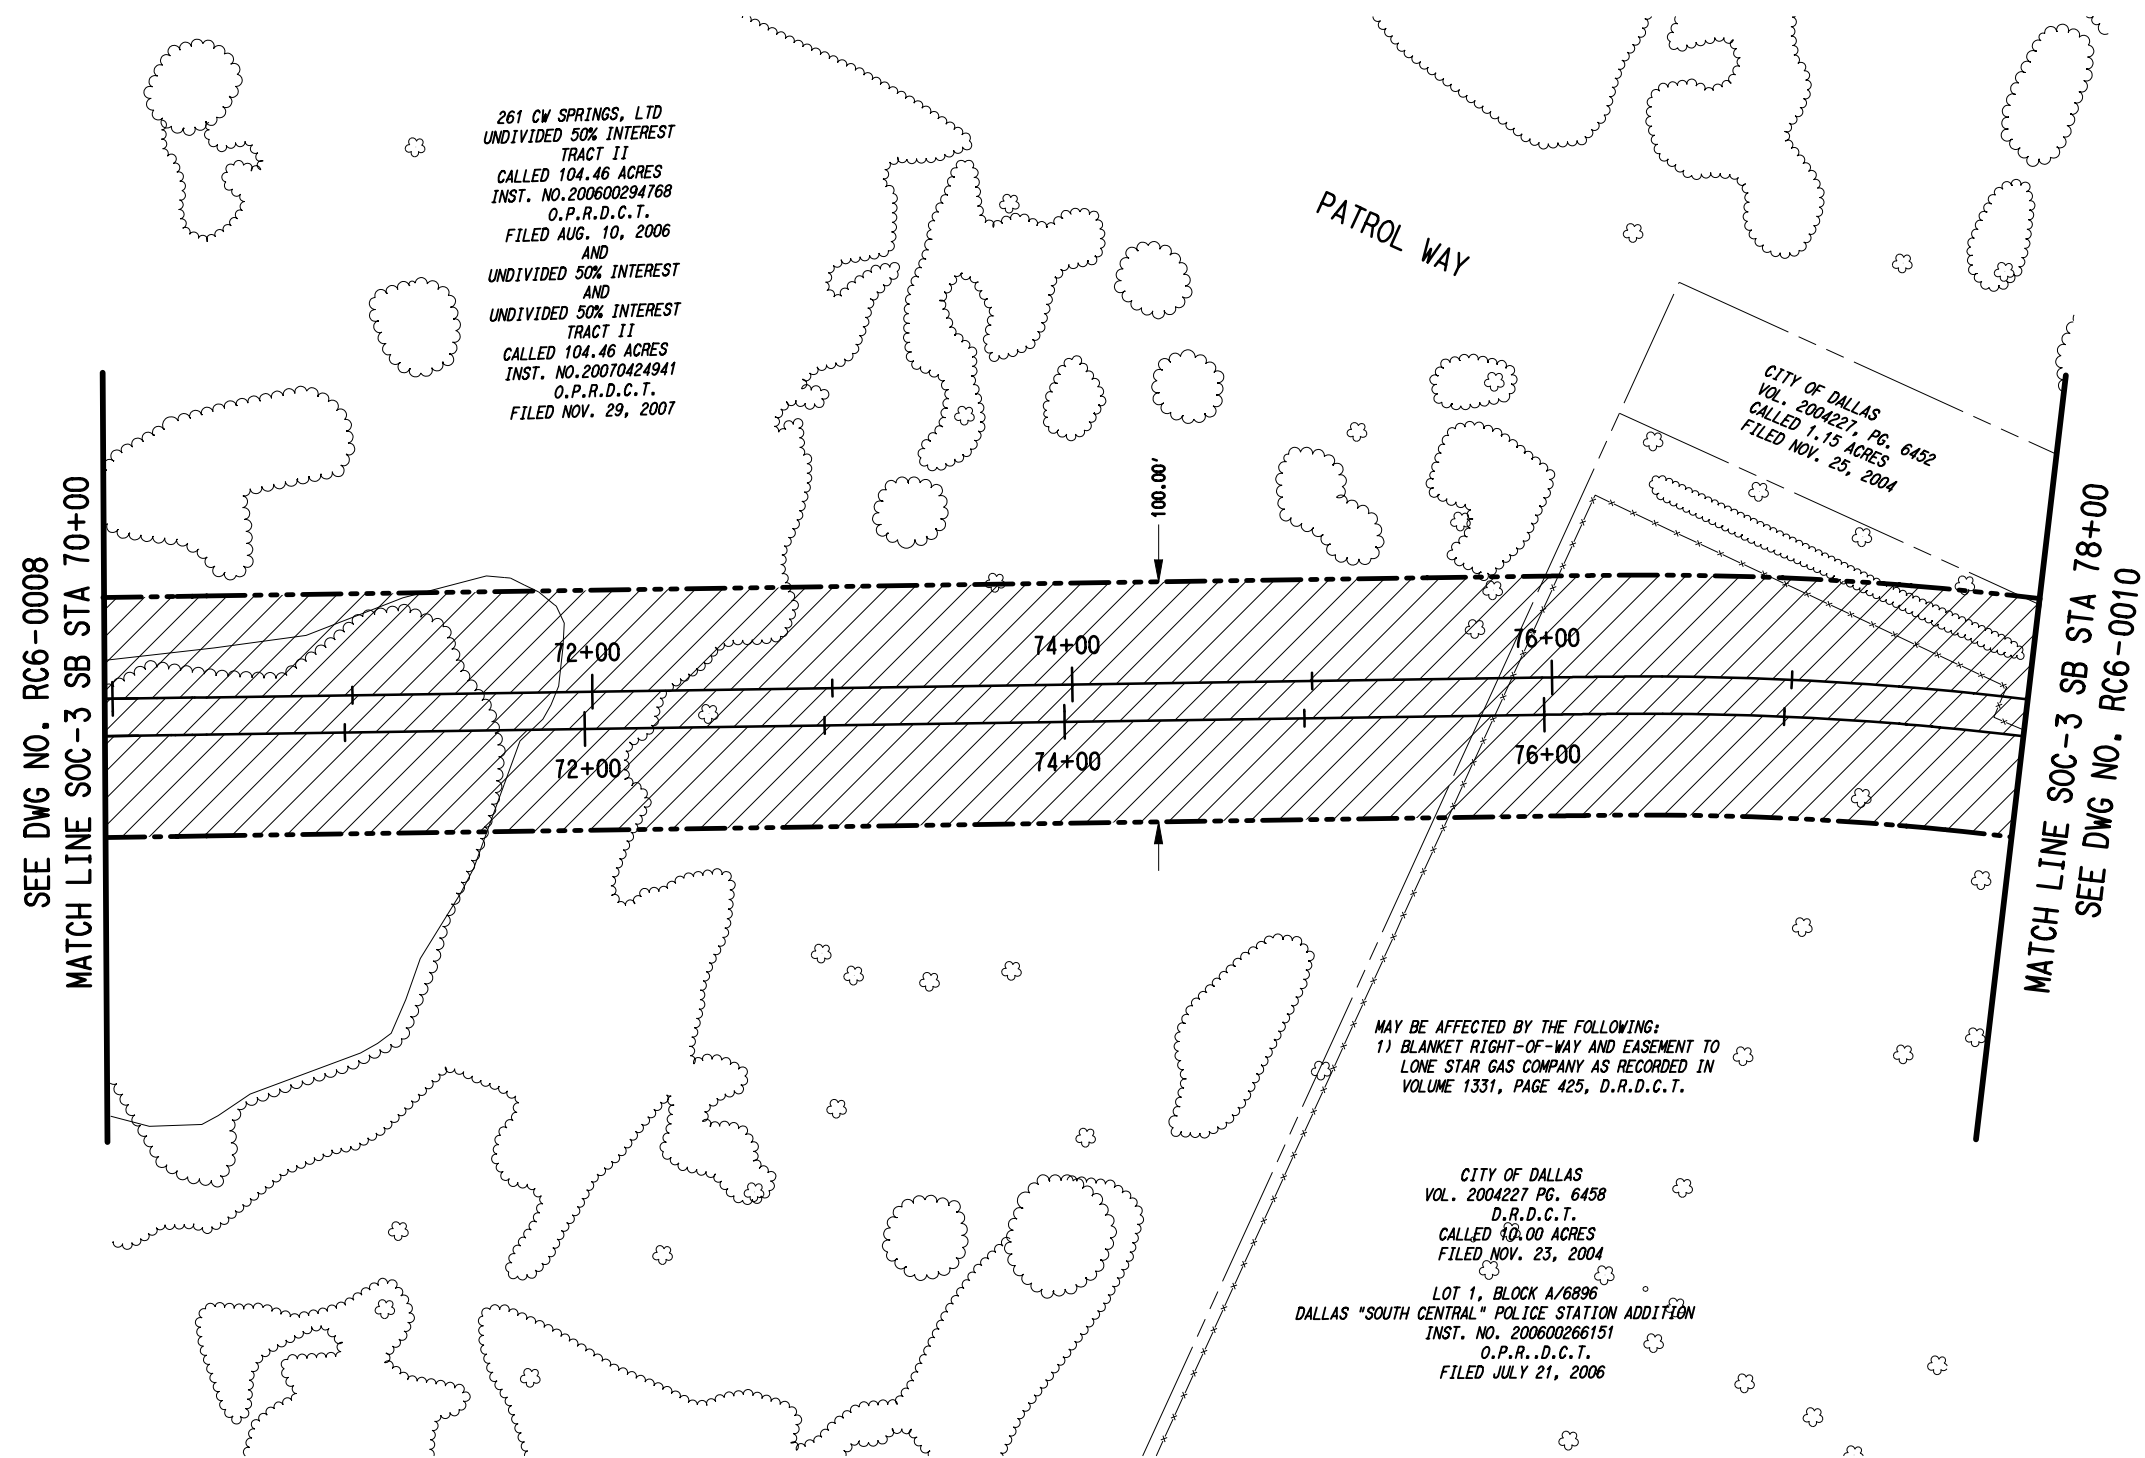 261 CW SPRINGS, LTD
UNDIVIDED 50% INTEREST
TRACT II
CALLED 104.46 ACRES
INST. NO.200600294768
O.P.R.D.C.T.
FILED AUG. 10, 2006
AND
UNDIVIDED 50% INTEREST
AND
UNDIVIDED 50% INTEREST
TRACT II
CALLED 104.46 ACRES
INST. NO.20070424941
O.P.R.D.C.T.
FILED NOV. 29, 2007
PATROL WAY
CITY OF DALLAS
VOL. 2004227, PG. 6452
CALLED 1.15 ACRES
FILED NOV. 25, 2004
SEE DWG NO. RC6-0008
MATCH LINE SOC-3 SB STA 70+00
100.00'
72+00
74+00
76+00
72+00
74+00
76+00
MATCH LINE SOC-3 SB STA 78+00
SEE DWG NO. RC6-0010
MAY BE AFFECTED BY THE FOLLOWING:
1) BLANKET RIGHT-OF-WAY AND EASEMENT TO
LONE STAR GAS COMPANY AS RECORDED IN
VOLUME 1331, PAGE 425, D.R.D.C.T.
CITY OF DALLAS
VOL. 2004227 PG. 6458
D.R.D.C.T.
CALLED 10.00 ACRES
FILED NOV. 23, 2004
LOT 1, BLOCK A/6896
DALLAS "SOUTH CENTRAL" POLICE STATION ADDITION
INST. NO. 200600266151
O.P.R..D.C.T.
FILED JULY 21, 2006